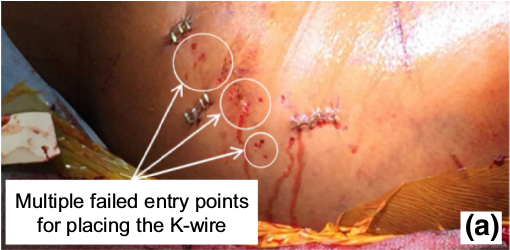 Multiple failed entry points
for placing the K-wire
(a)